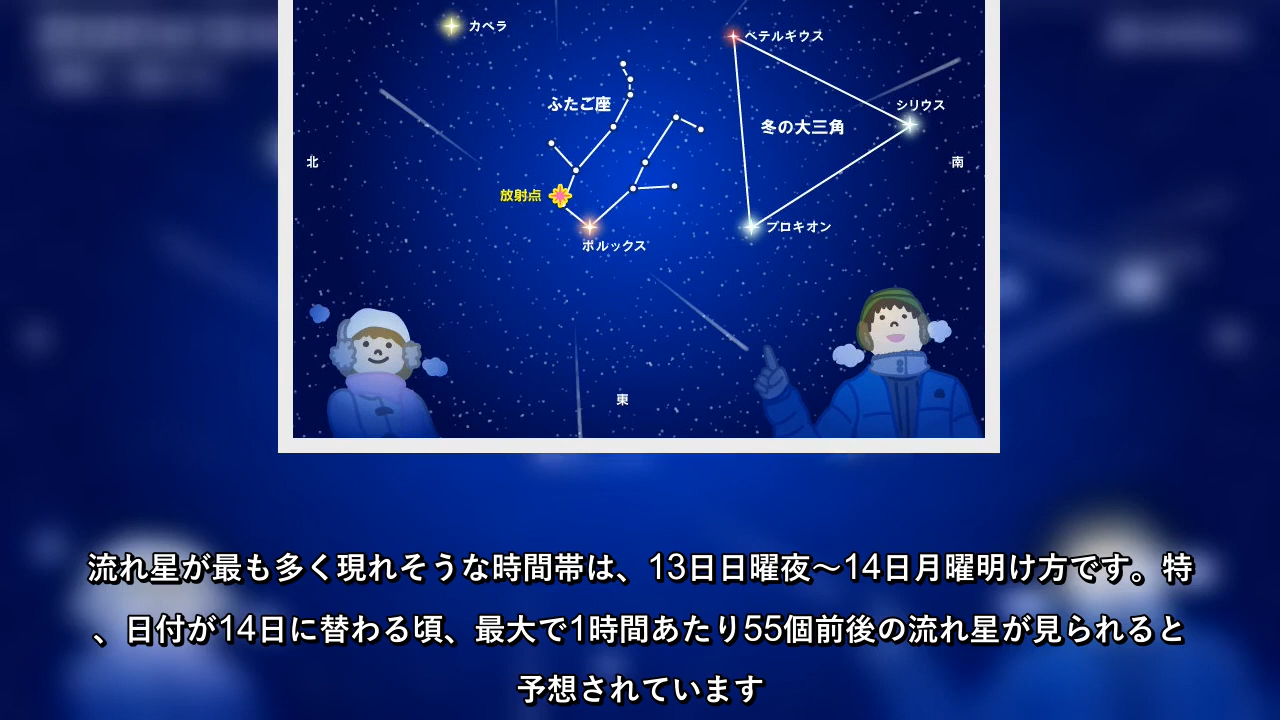 カペラ
ベテルギウス
ふたご座
シリウス
冬の大三角
北
南
放射点
プロキオン
ポルックス
東
流れ星が最も多く現れそうな時間帯は、13日日曜夜～14日月曜明け方です。特
、日付が14日に替わる頃、最大で1時間あたり55個前後の流れ星が見られると
予想されています